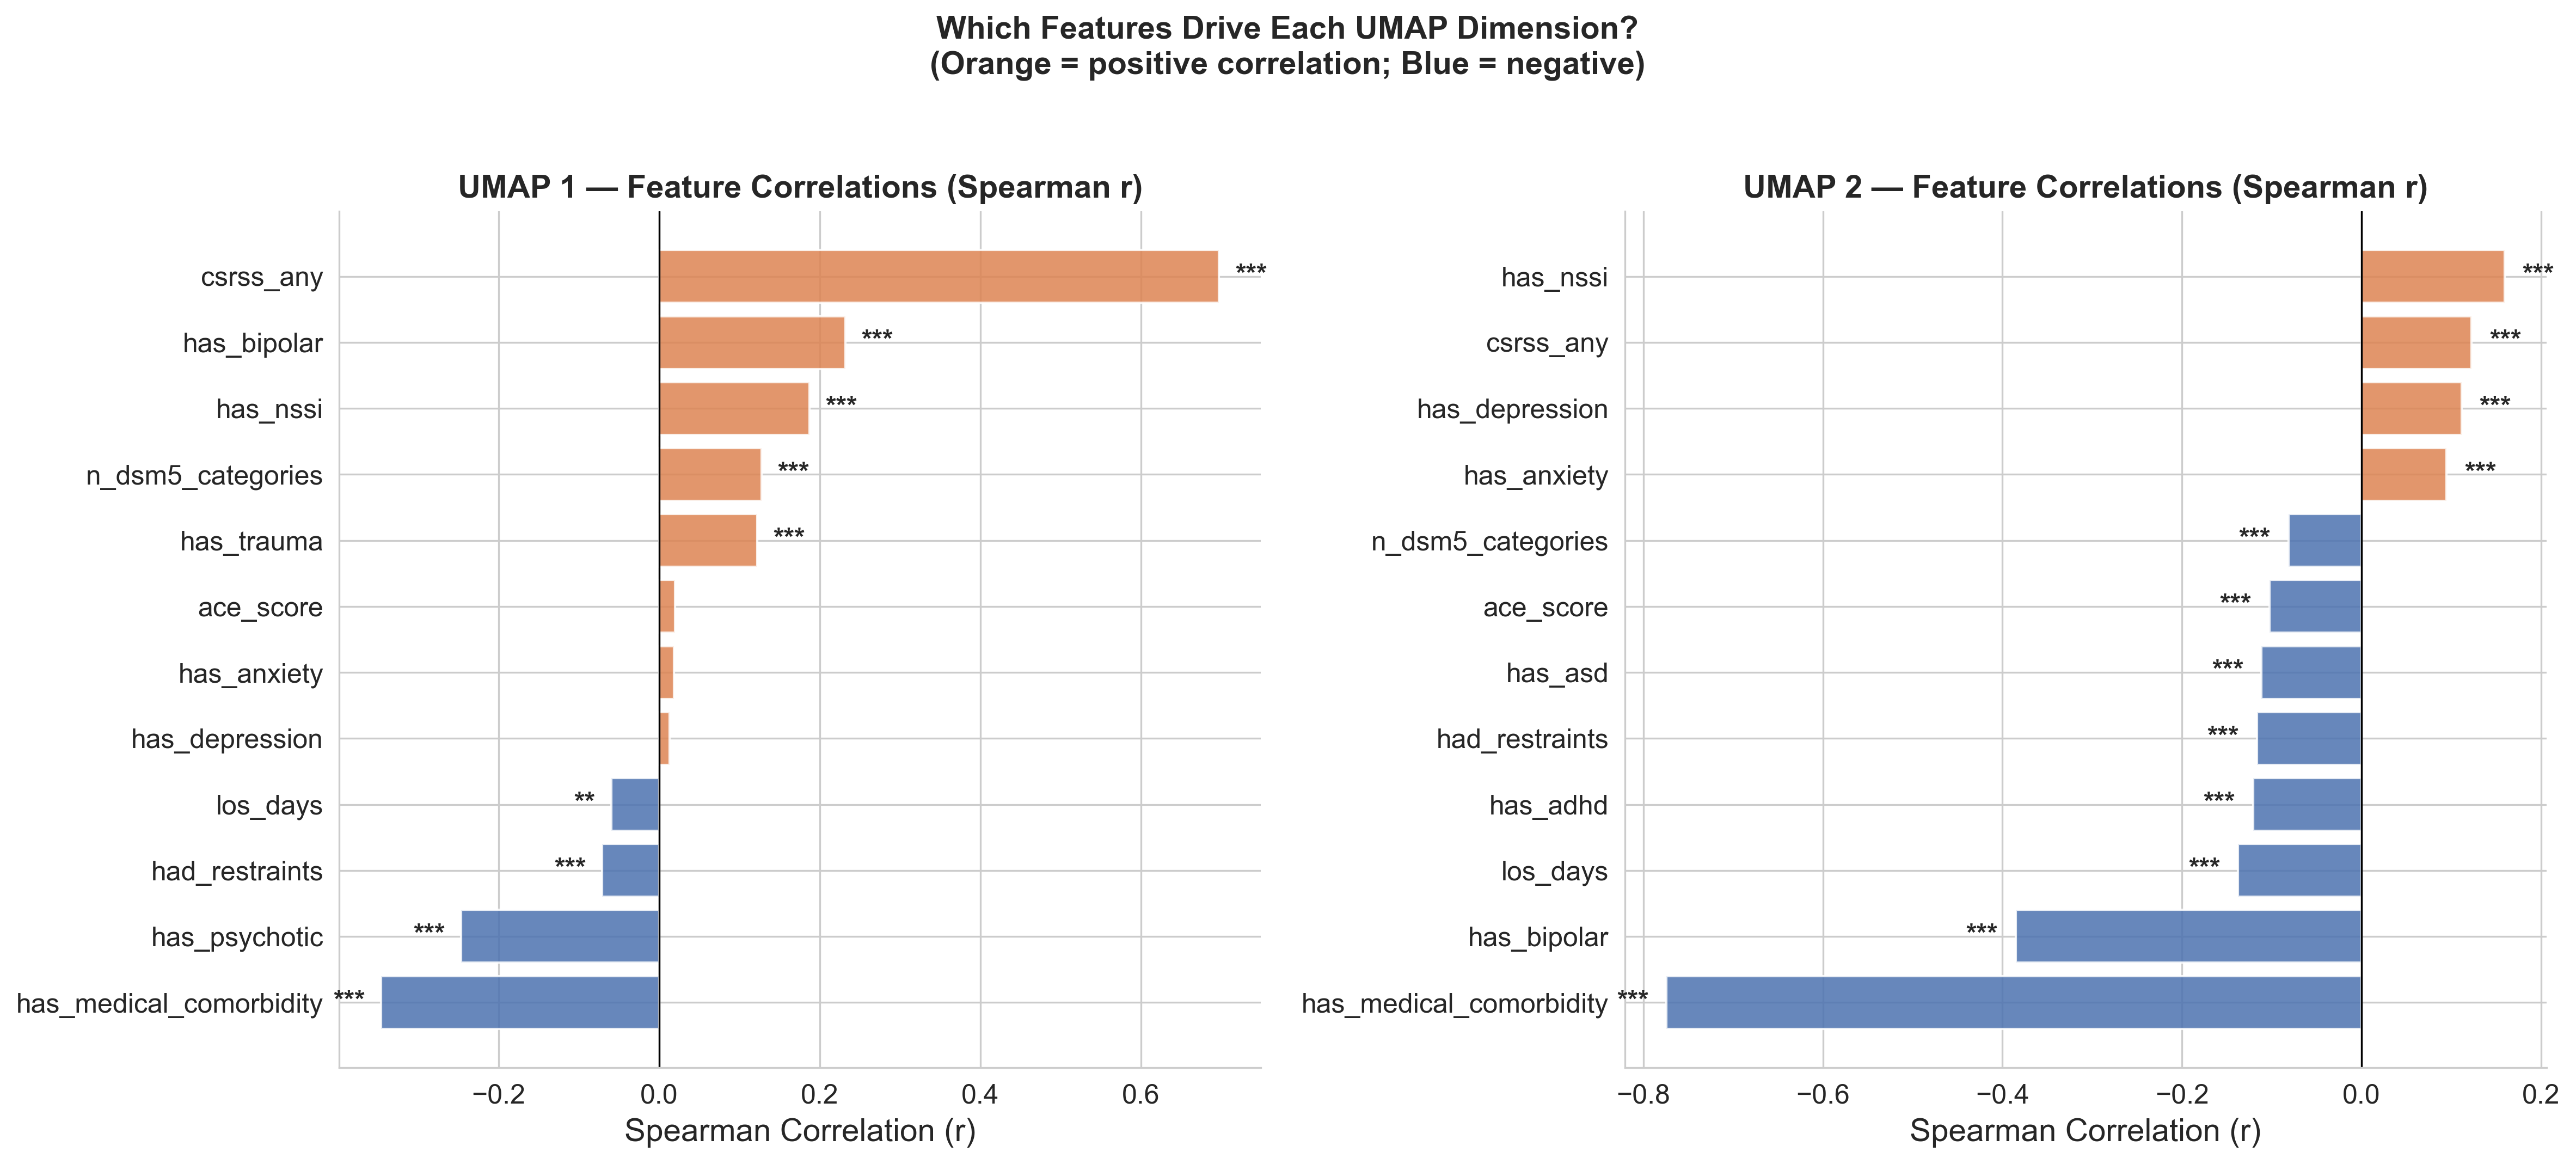 Which Features Drive Each UMAP Dimension?
(Orange = positive correlation; Blue = negative)
UMAP 1 — Feature Correlations (Spearman r)
csrss_any
***
has_bipolar
***
has_nssi
***
n_dsm5_categories
***
has_trauma
***
ace_score
has_anxiety
has_depression
los_days
**
had_restraints
***
has_psychotic
***
has_medical_comorbidity
***
−0.2
0.0
0.2
0.4
0.6
Spearman Correlation (r)
UMAP 2 — Feature Correlations (Spearman r)
has_nssi
***
csrss_any
***
has_depression
***
has_anxiety
***
n_dsm5_categories
***
ace_score
***
has_asd
***
had_restraints
***
has_adhd
***
los_days
***
has_bipolar
***
has_medical_comorbidity
***
−0.8
−0.6
−0.4
−0.2
0.0
0.2
Spearman Correlation (r)